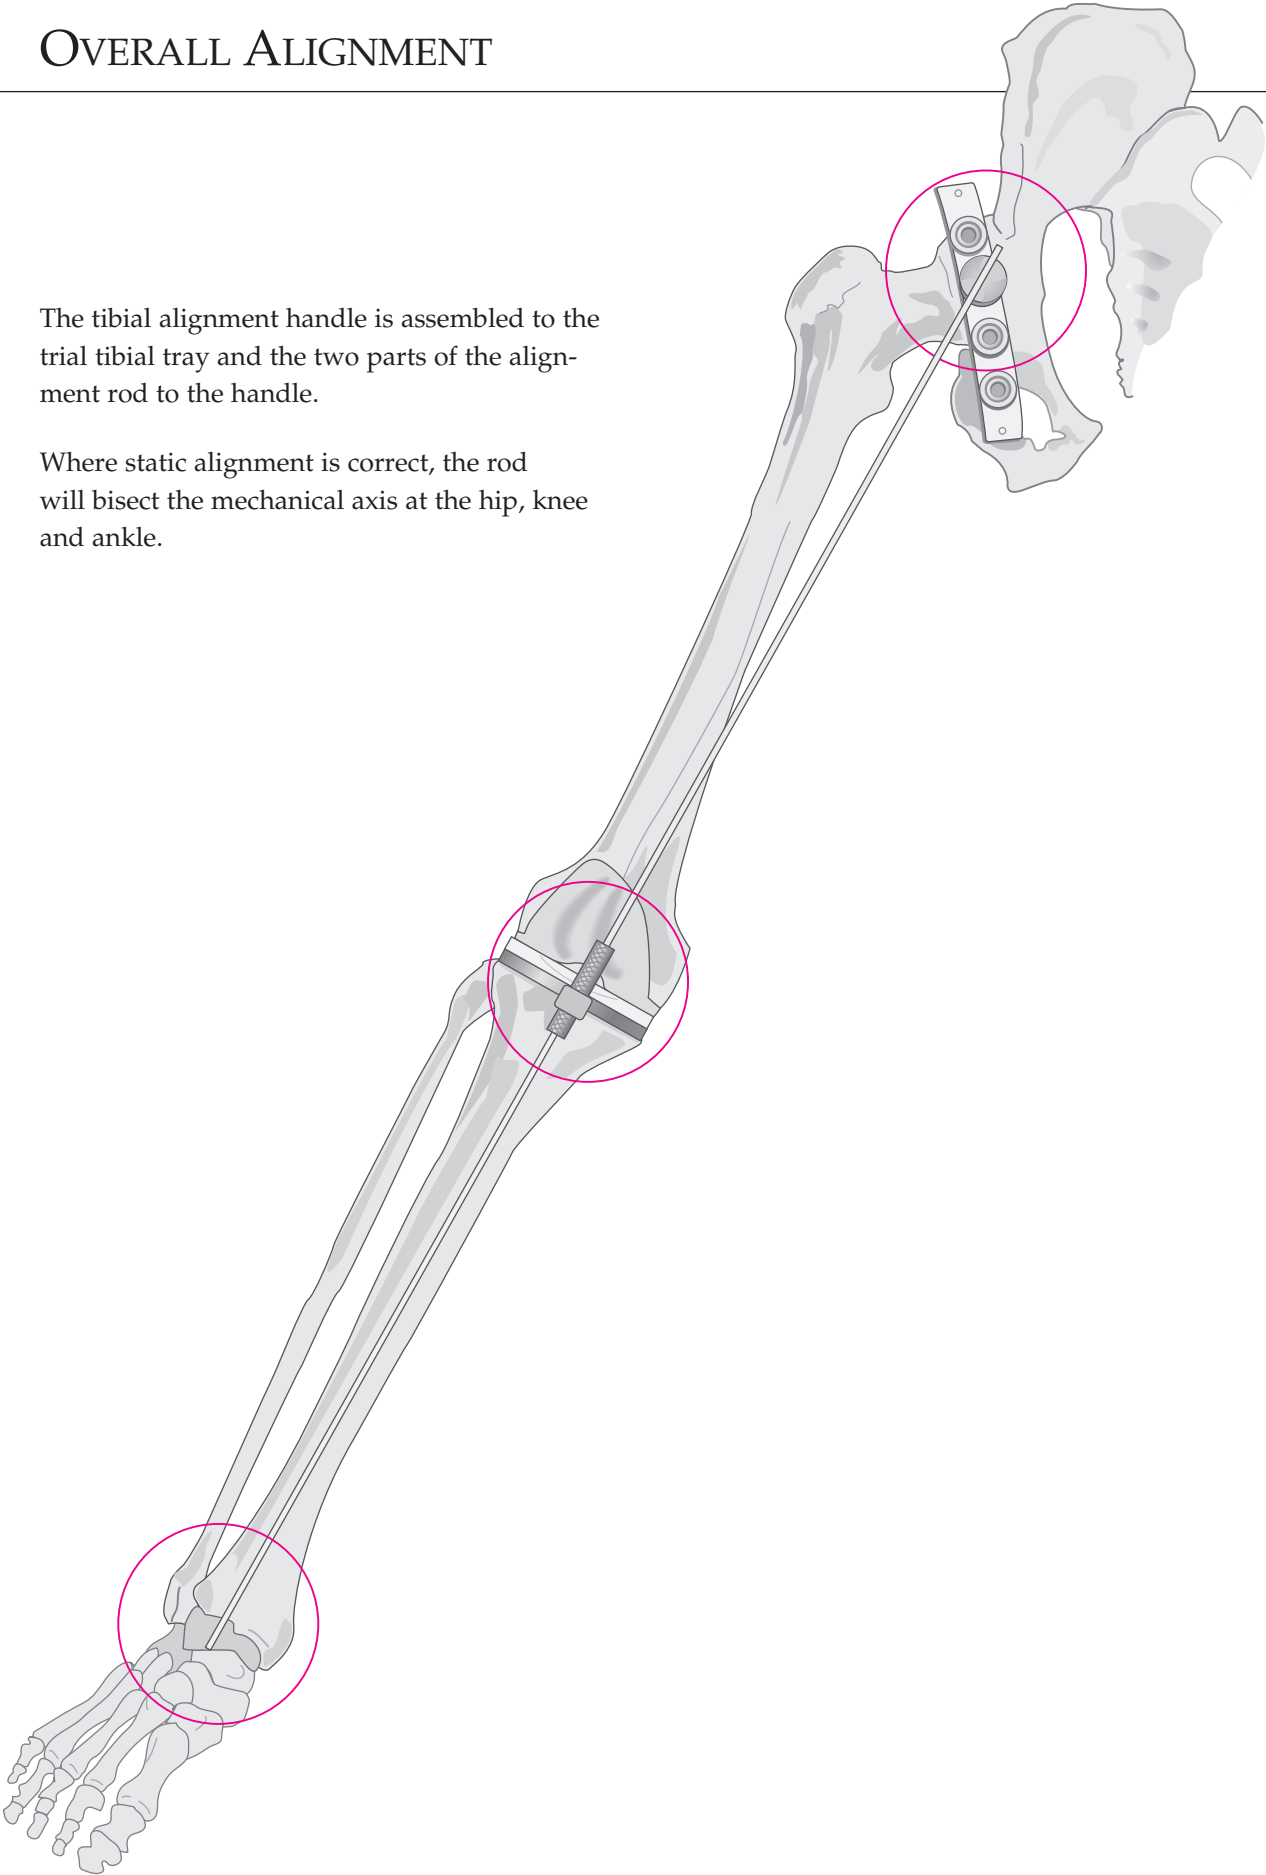 OVERALL ALIGNMENT
The tibial alignment handle is assembled to the
trial tibial tray and the two parts of the align-
ment rod to the handle.
Where static alignment is correct, the rod
will bisect the mechanical axis at the hip, knee
and ankle.